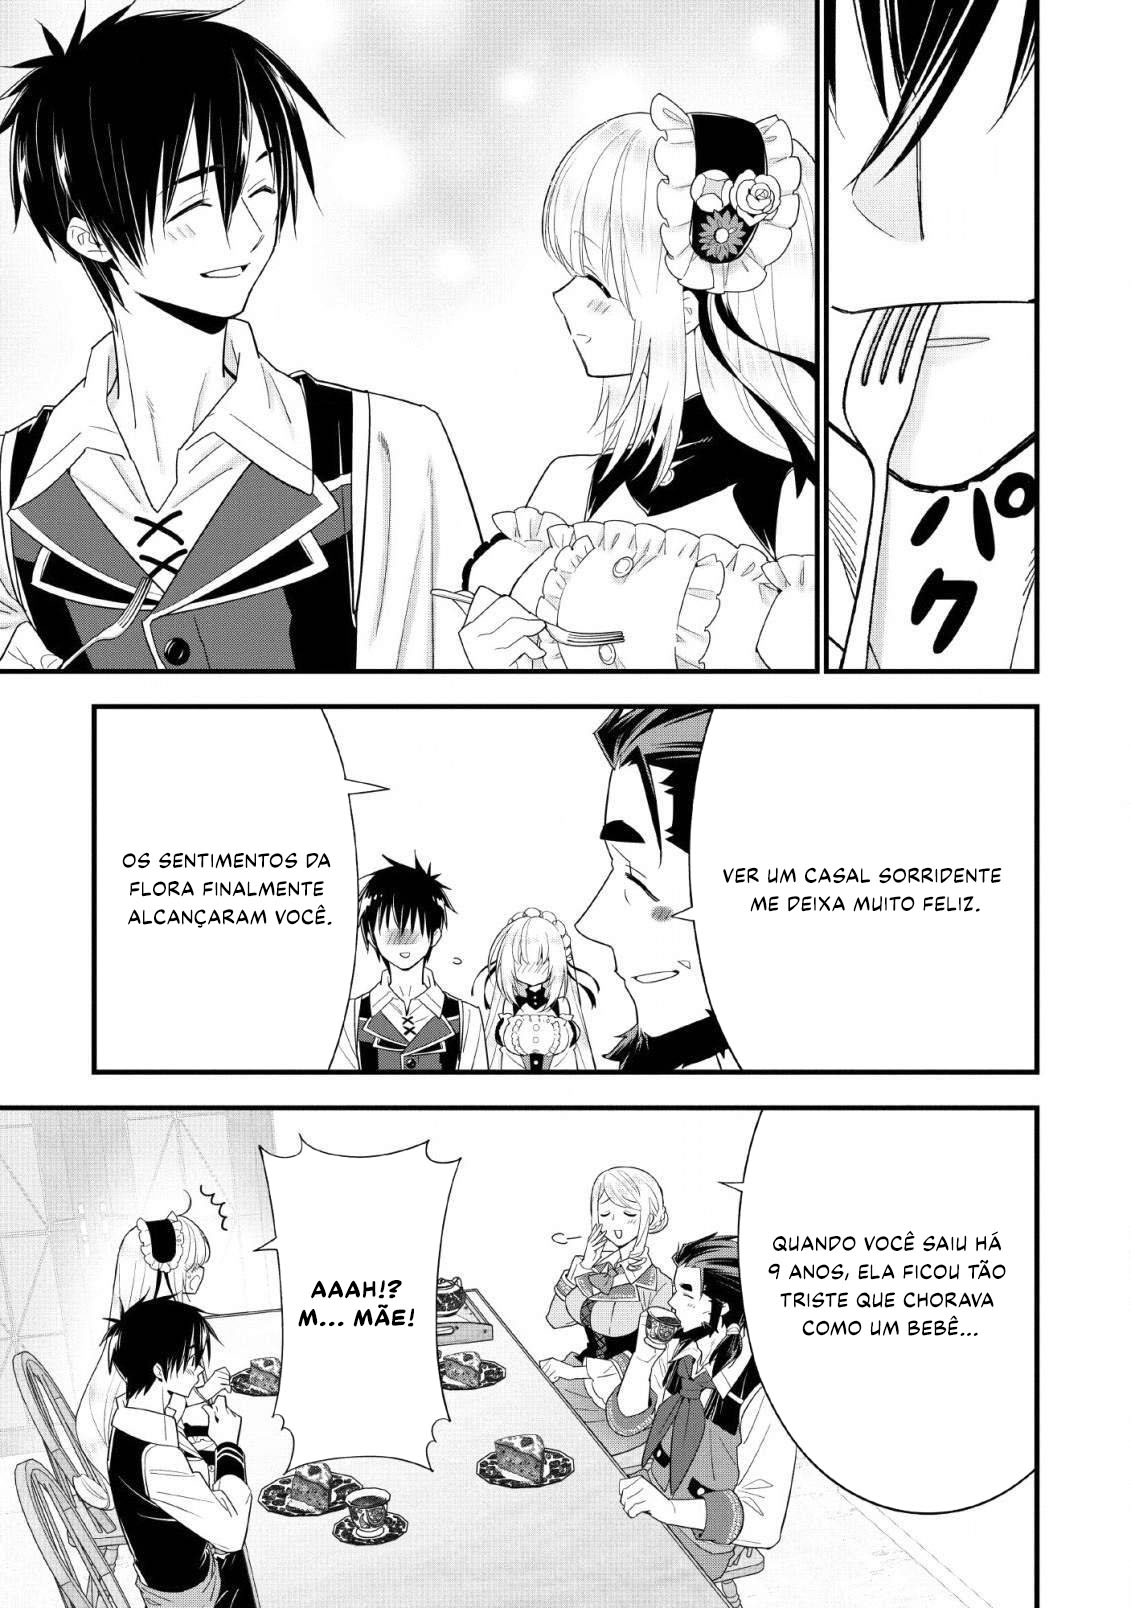 パク
VER UM CASAL SORRIDENTE
ME DEIXA MUITO FELIZ.
OS SENTIMENTOS DA
FLORA FINALMENTE
ALCANÇARAM VOCÊ.
QUANDO VOCÊ SAIU HÁ
9 ANOS, ELA FICOU TÃO
TRISTE QUE CHORAVA
COMO UM BEBÊ...
AAAH!?
M... MÃE!